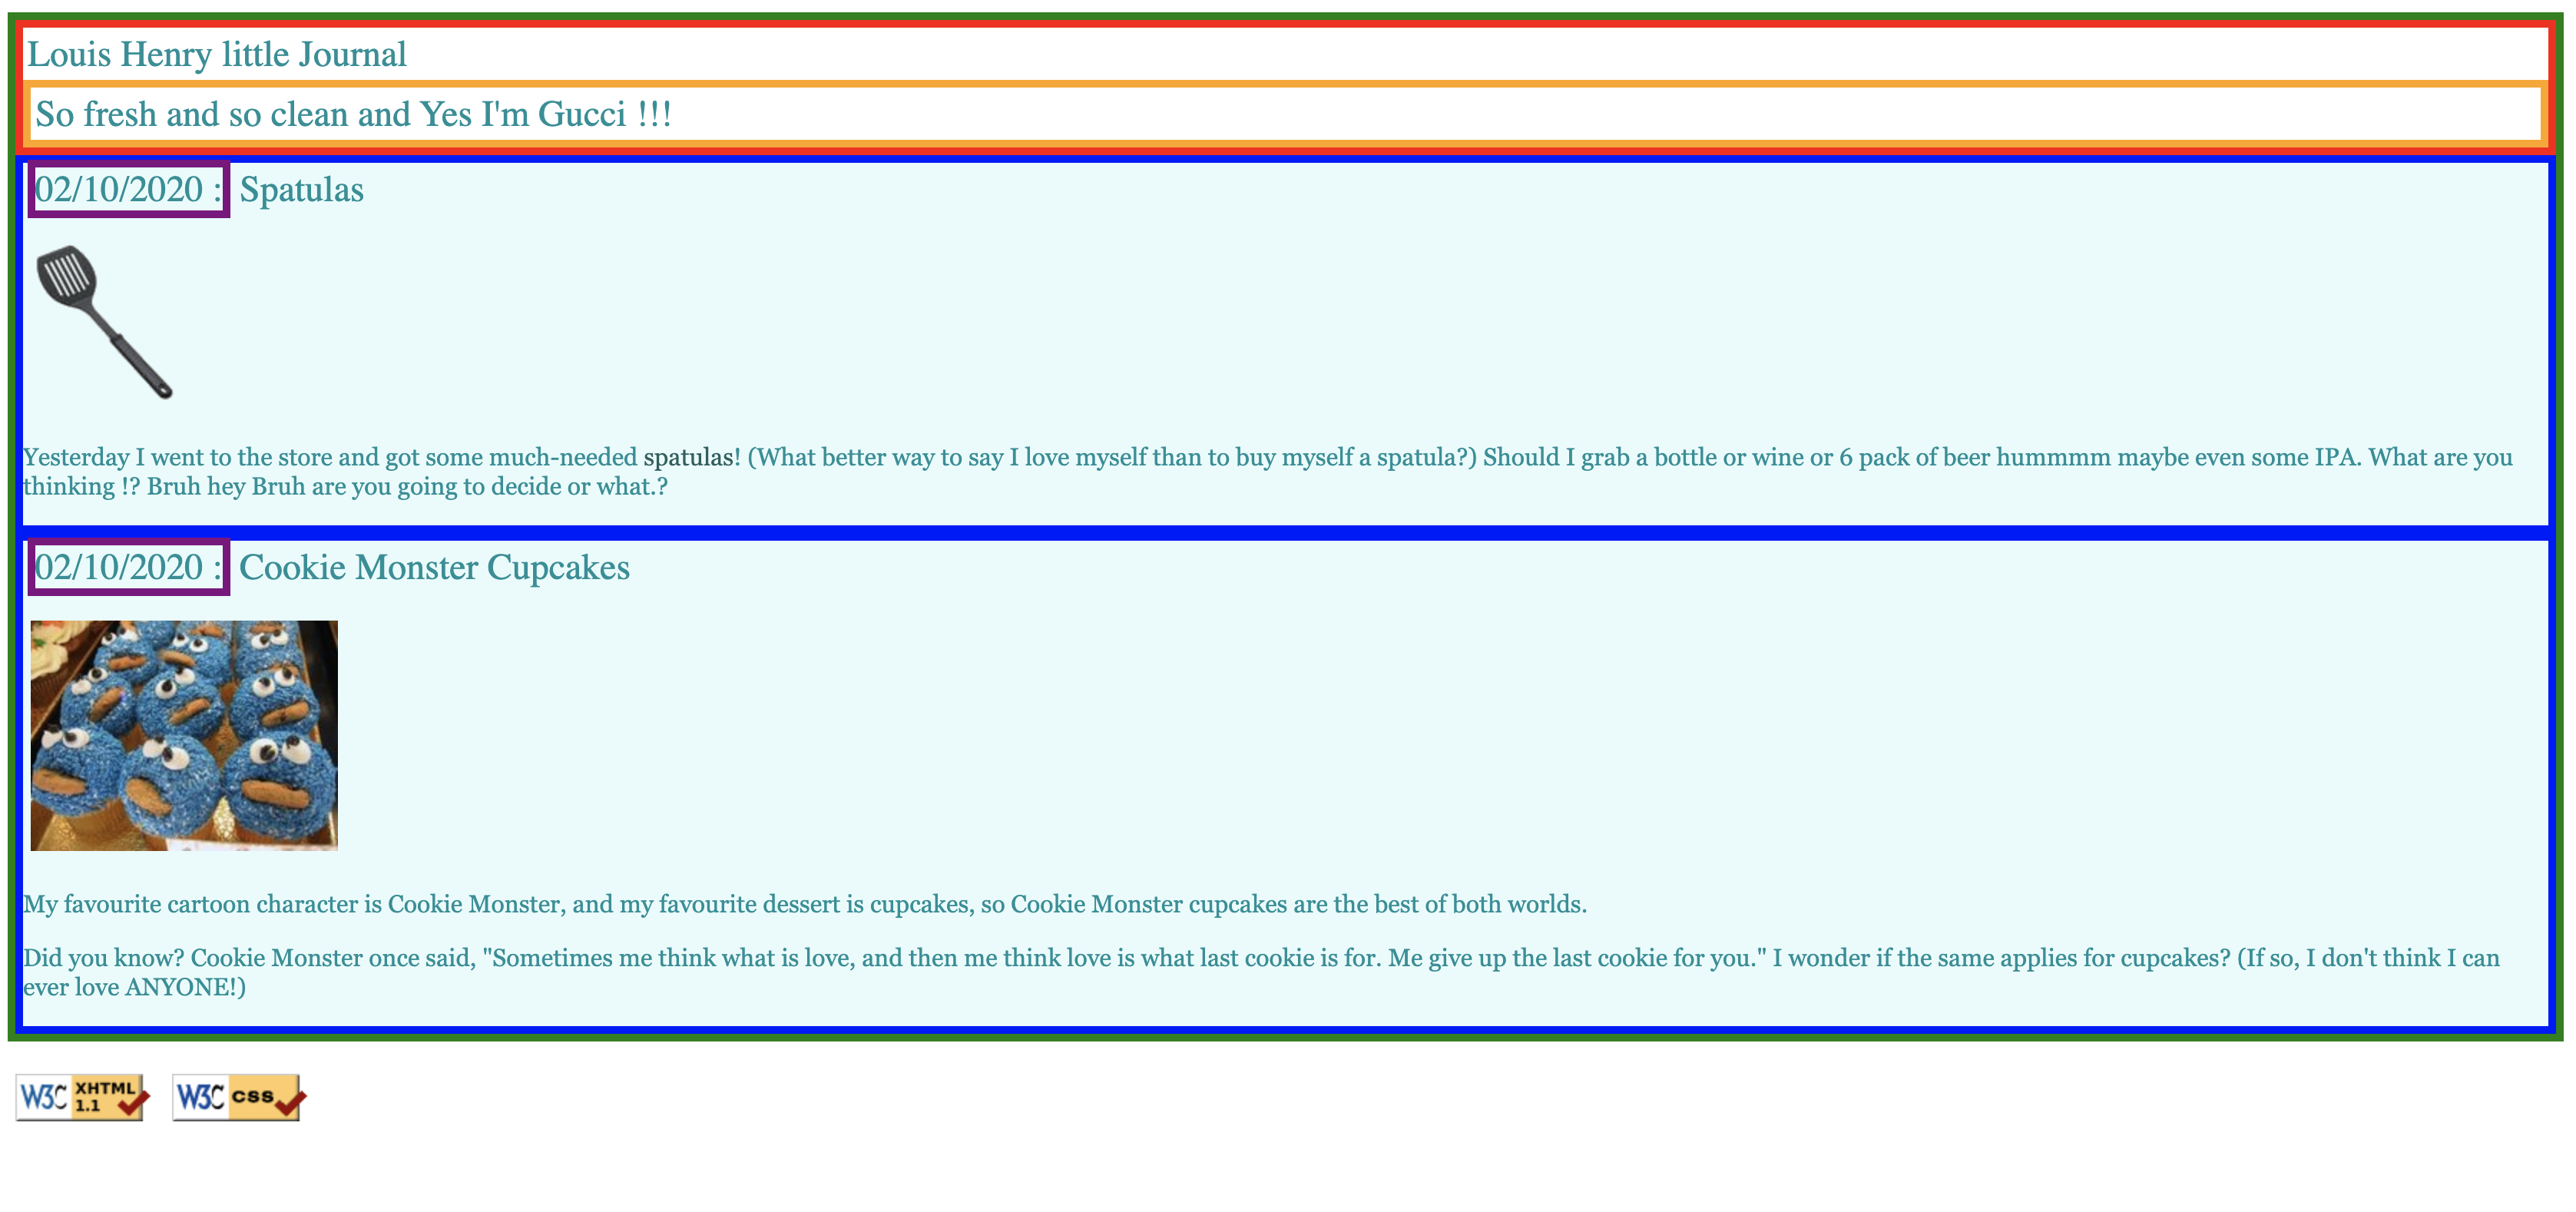 Louis Henry little Journal
So fresh and so clean and Yes I'm Gucci !!!
02/10/2020 : Spatulas
Yesterday I went to the store and got some much-needed spatulas! (What better way to say I love myself than to buy myself a spatula?) Should I grab a bottle or wine or 6 pack of beer hummmm maybe even some IPA. What are you
thinking !? Bruh hey Bruh are you going to decide or what.?
02/10/2020 : Cookie Monster Cupcakes
My favourite cartoon character is Cookie Monster, and my favourite dessert is cupcakes, so Cookie Monster cupcakes are the best of both worlds.
Did you know? Cookie Monster once said, "Sometimes me think what is love, and then me think love is what last cookie is for. Me give up the last cookie for you." I wonder if the same applies for cupcakes? (If so, I don't think I can
ever love ANYONE!)
W3C XHTML 1.1 W3C css